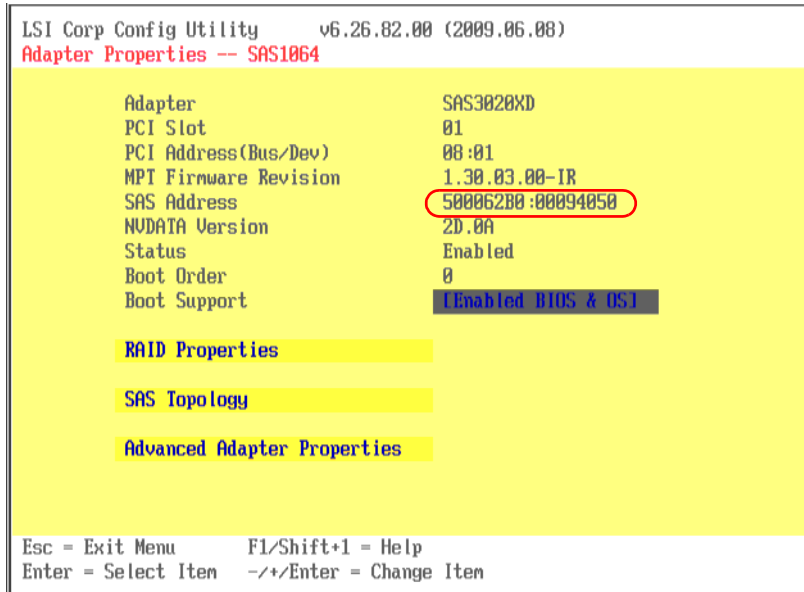 LSI Corp Config Utility v6.26.82.00 (2009.06.08)
Adapter Properties -- SAS1064
Adapter SAS3020XD
PCI Slot 01
PCI Address(Bus/Dev) 08:01
MPT Firmware Revision 1.30.03.00-IR
SAS Address 500062B0:00094050
NVDATA Version 2D.0A
Status Enabled
Boot Order 0
Boot Support [Enabled BIOS & OS]
RAID Properties
SAS Topology
Advanced Adapter Properties
Esc = Exit Menu F1/Shift+1 = Help
Enter = Select Item -/+/Enter = Change Item